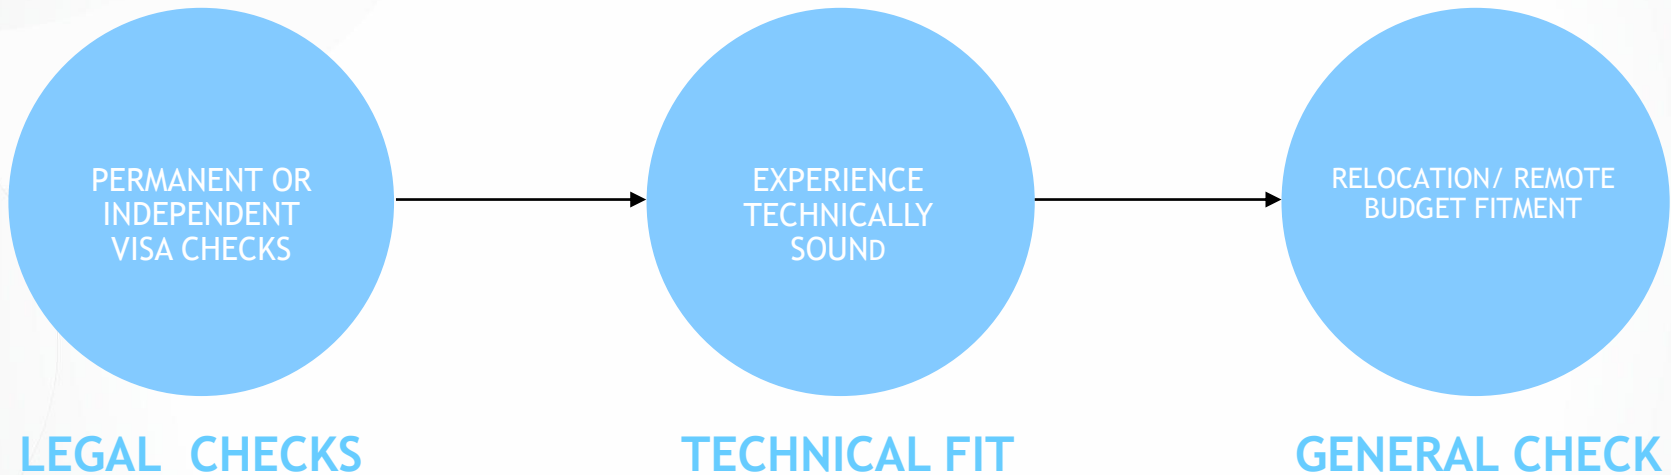 PERMANENT OR
INDEPENDENT
VISA CHECKS
EXPERIENCE
TECHNICALLY
SOUND
RELOCATION/ REMOTE
BUDGET FITMENT
LEGAL CHECKS
TECHNICAL FIT
GENERAL CHECK